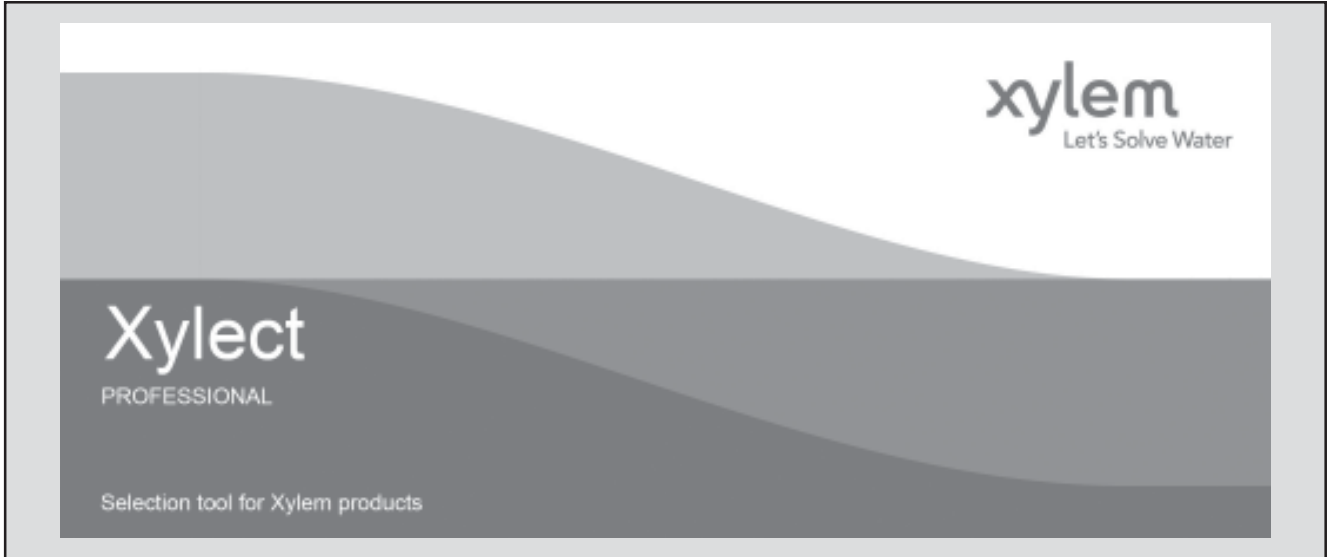 xylem
Let's Solve Water
Xylect
PROFESSIONAL
Selection tool for Xylem products